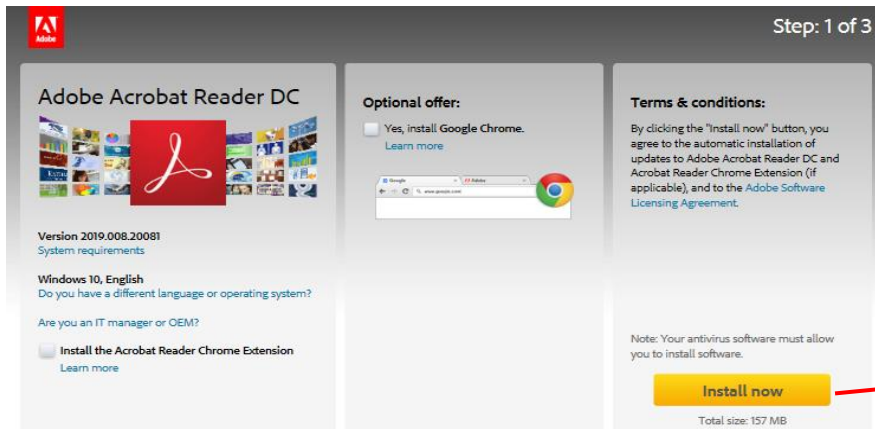 Adobe
Step: 1 of 3
Adobe Acrobat Reader DC
Version 2019.008.20081
System requirements
Windows 10, English
Do you have a different language or operating system?
Are you an IT manager or OEM?
Install the Acrobat Reader Chrome Extension
Learn more
Optional offer:
Yes, install Google Chrome.
Learn more
Google
Adobe
www.google.com
Terms & conditions:
By clicking the "Install now" button, you
agree to the automatic installation of
updates to Adobe Acrobat Reader DC and
Acrobat Reader Chrome Extension (if
applicable), and to the Adobe Software
Licensing Agreement.
Note: Your antivirus software must allow
you to install software.
Install now
Total size: 157 MB